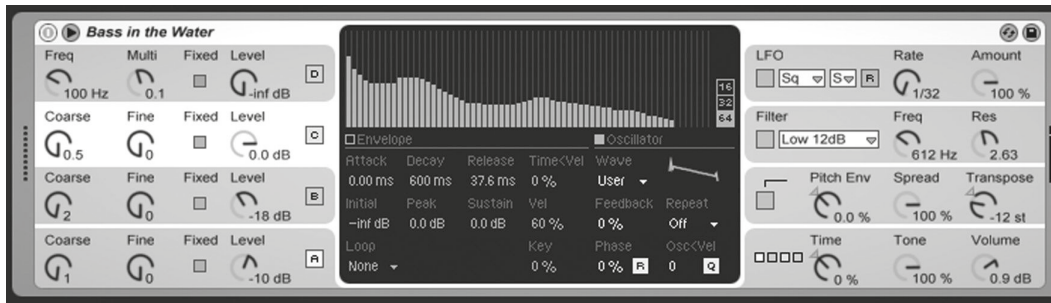 Bass in the Water
Freq Multi Fixed Level
100 Hz 0.1 -inf dB D
Coarse Fine Fixed Level
0.5 0 0.0 dB C
Coarse Fine Fixed Level
2 0 -18 dB B
Coarse Fine Fixed Level
1 0 -10 dB A
16
32
64
Envelope Oscillator
Attack Decay Release Time<Vel Wave
0.00 ms 600 ms 37.6 ms 0 % User
Initial Peak Sustain Vel Feedback Repeat
-inf dB 0.0 dB 0.0 dB 60 % 0 % Off
Loop Key Phase Osc<Vel
None 0 % 0 % R 0 Q
LFO Rate Amount
Sq S R 1/32 100 %
Filter Freq Res
Low 12dB 612 Hz 2.63
Pitch Env Spread Transpose
0.0 % 100 % -12 st
Time Tone Volume
0 % 100 % 0.9 dB